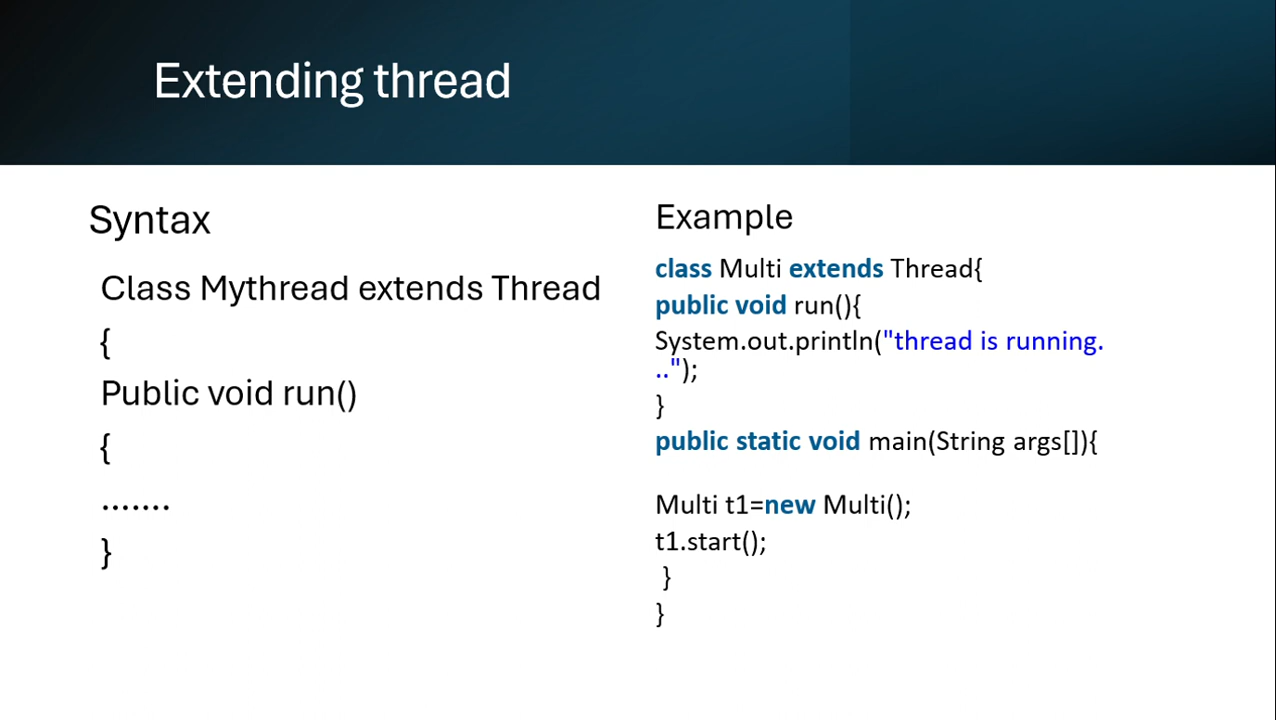 Extending thread
Syntax
Class Mythread extends Thread
{
Public void run()
{
.......
}
Example
class Multi extends Thread{
public void run(){
System.out.println("thread is running.
..");
}
public static void main(String args[]){
Multi t1=new Multi();
t1.start();
}
}